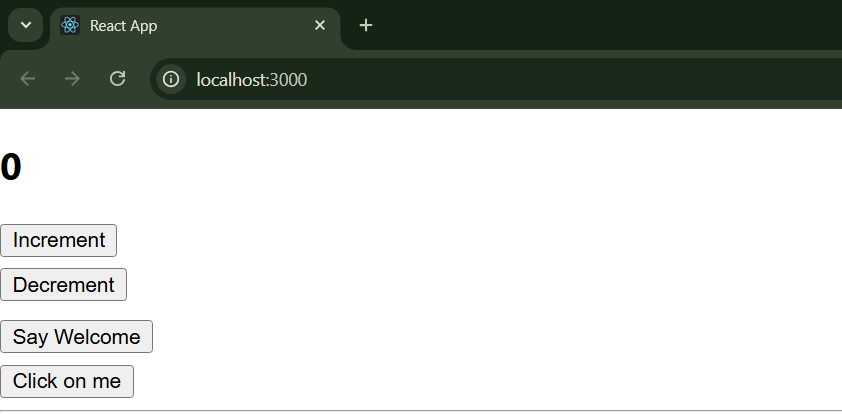 React App
localhost:3000
0
Increment
Decrement
Say Welcome
Click on me